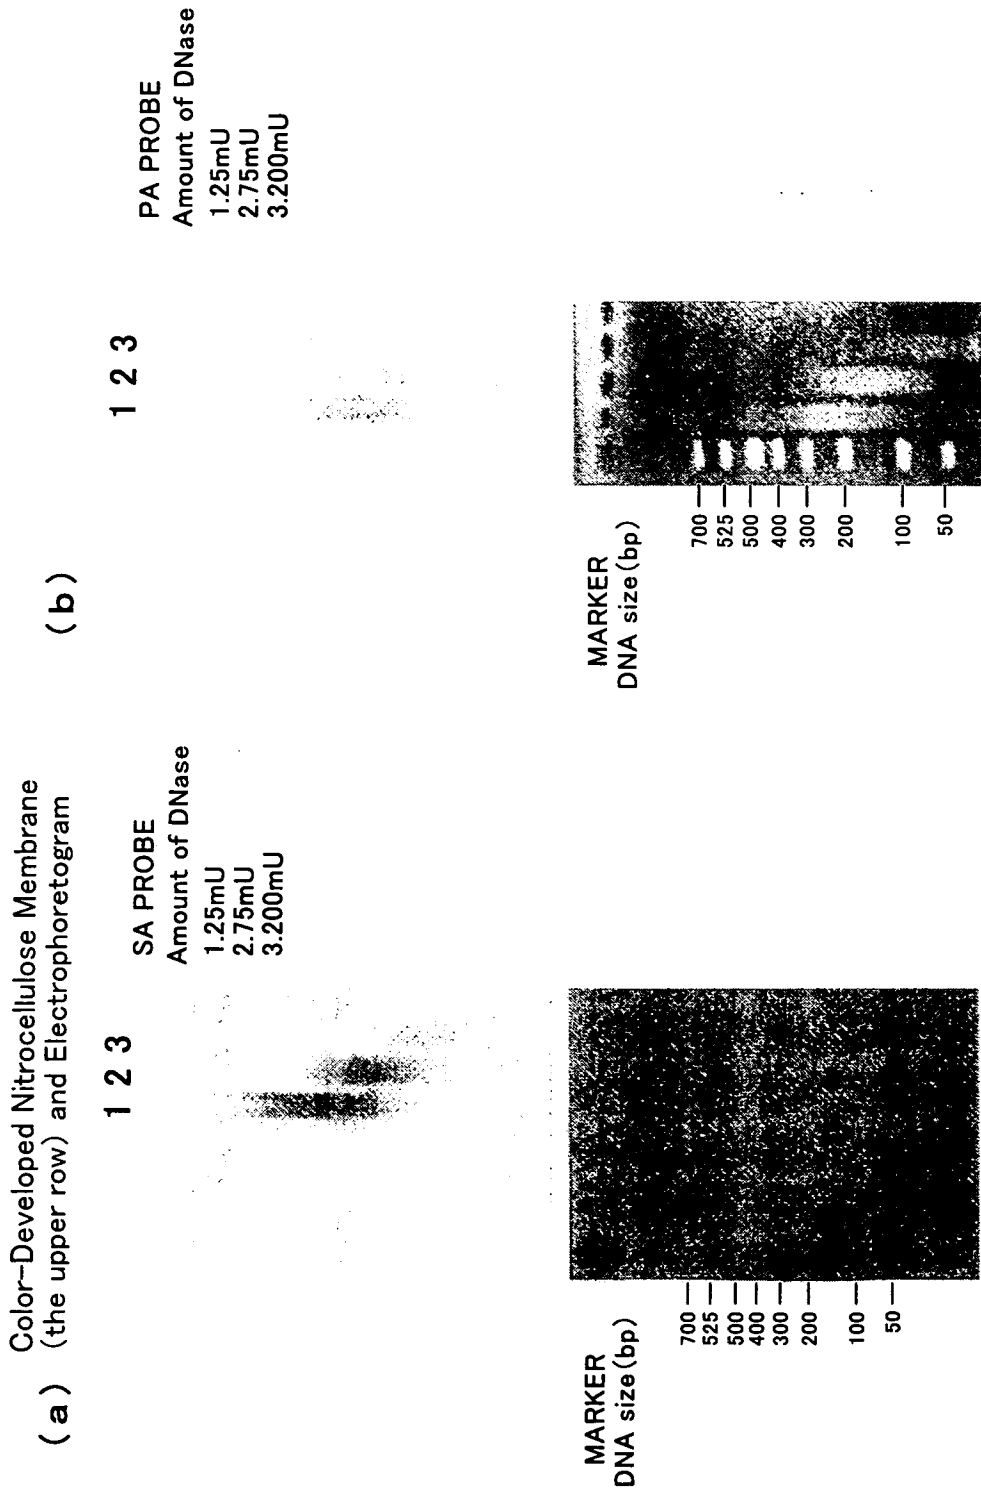 Color-Developed Nitrocellulose Membrane
(the upper row) and Electrophoretogram
(a)
1 2 3
SA PROBE
Amount of DNase
1.25mU
2.75mU
3.200mU
MARKER
DNA size(bp)
700
525
500
400
300
200
100
50
(b)
1 2 3
PA PROBE
Amount of DNase
1.25mU
2.75mU
3.200mU
MARKER
DNA size(bp)
700
525
500
400
300
200
100
50